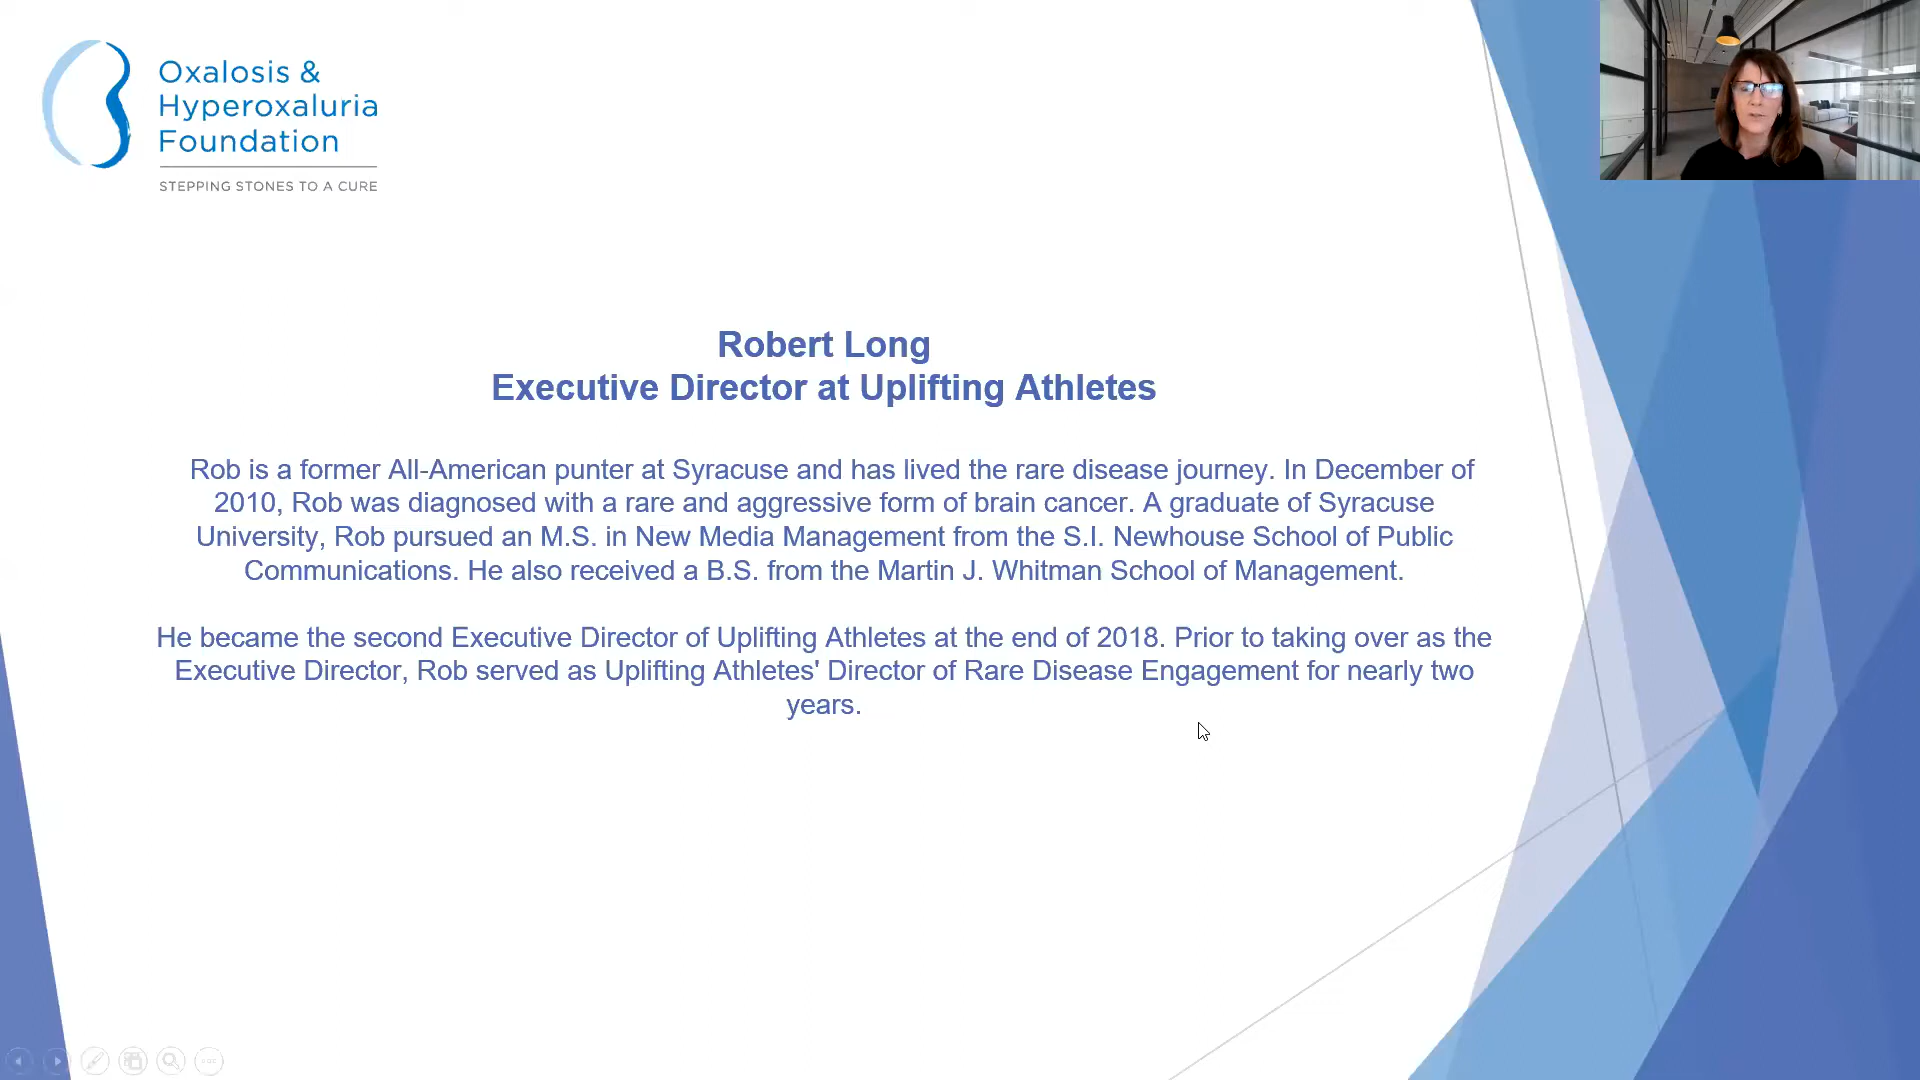 Oxalosis &
Hyperoxaluria
Foundation
STEPPING STONES TO A CURE
Robert Long
Executive Director at Uplifting Athletes
Rob is a former All-American punter at Syracuse and has lived the rare disease journey. In December of
2010, Rob was diagnosed with a rare and aggressive form of brain cancer. A graduate of Syracuse
University, Rob pursued an M.S. in New Media Management from the S.I. Newhouse School of Public
Communications. He also received a B.S. from the Martin J. Whitman School of Management.
He became the second Executive Director of Uplifting Athletes at the end of 2018. Prior to taking over as the
Executive Director, Rob served as Uplifting Athletes' Director of Rare Disease Engagement for nearly two
years.